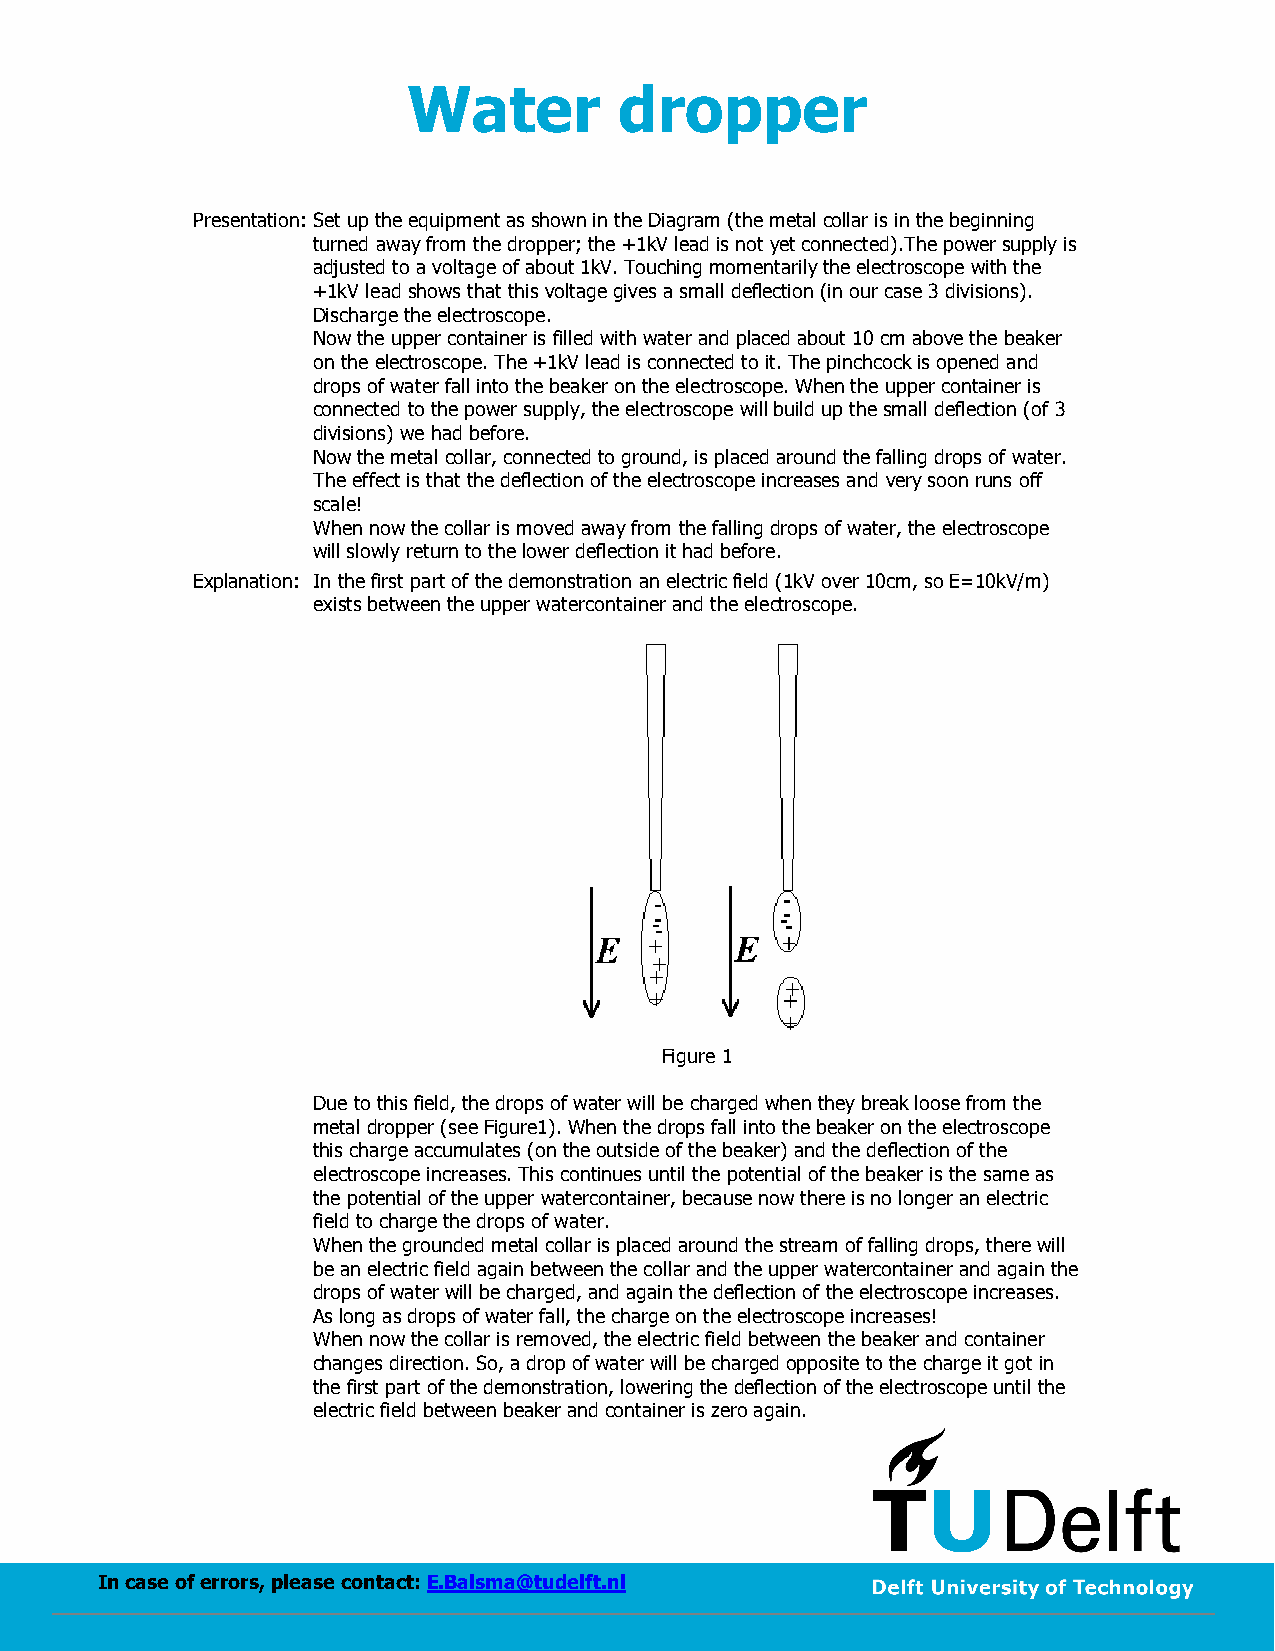 Water dropper
Presentation: Set up the equipment as shown in the Diagram (the metal collar is in the beginning
turned away from the dropper; the +1kV lead is not yet connected).The power supply is
adjusted to a voltage of about 1kV. Touching momentarily the electroscope with the
+1kV lead shows that this voltage gives a small deflection (in our case 3 divisions).
Discharge the electroscope.
Now the upper container is filled with water and placed about 10 cm above the beaker
on the electroscope. The +1kV lead is connected to it. The pinchcock is opened and
drops of water fall into the beaker on the electroscope. When the upper container is
connected to the power supply, the electroscope will build up the small deflection (of 3
divisions) we had before.
Now the metal collar, connected to ground, is placed around the falling drops of water.
The effect is that the deflection of the electroscope increases and very soon runs off
scale!
When now the collar is moved away from the falling drops of water, the electroscope
will slowly return to the lower deflection it had before.
Explanation: In the first part of the demonstration an electric field (1kV over 10cm, so E=10kV/m)
exists between the upper watercontainer and the electroscope.
- -
- -
- -
- -
E + E +
+
+ +
+ +
+
Figure 1
Due to this field, the drops of water will be charged when they break loose from the
metal dropper (see Figure1). When the drops fall into the beaker on the electroscope
this charge accumulates (on the outside of the beaker) and the deflection of the
electroscope increases. This continues until the potential of the beaker is the same as
the potential of the upper watercontainer, because now there is no longer an electric
field to charge the drops of water.
When the grounded metal collar is placed around the stream of falling drops, there will
be an electric field again between the collar and the upper watercontainer and again the
drops of water will be charged, and again the deflection of the electroscope increases.
As long as drops of water fall, the charge on the electroscope increases!
When now the collar is removed, the electric field between the beaker and container
changes direction. So, a drop of water will be charged opposite to the charge it got in
the first part of the demonstration, lowering the deflection of the electroscope until the
electric field between beaker and container is zero again.
TUDelft
In case of errors, please contact: E.Balsma@tudelft.nl
Delft University of Technology